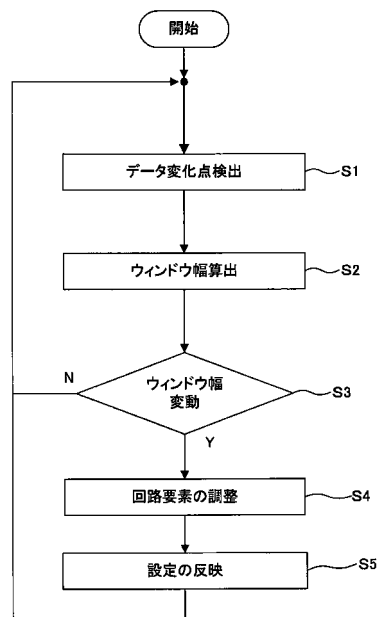 開始
データ変化点検出
S1
ウィンドウ幅算出
S2
N
ウィンドウ幅
変動
S3
Y
回路要素の調整
S4
設定の反映
S5